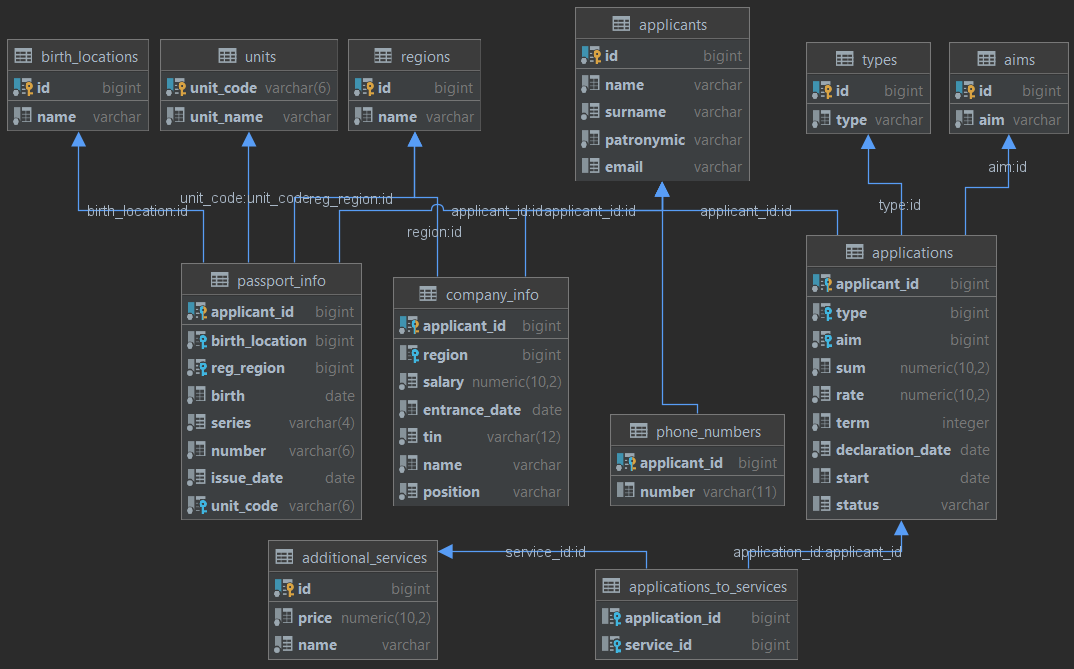 applicants
id bigint
name varchar
surname varchar
patronymic varchar
email varchar
birth_locations
id bigint
name varchar
units
unit_code varchar(6)
unit_name varchar
regions
id bigint
name varchar
types
id bigint
type varchar
aims
id bigint
aim varchar
birth_location:id
unit_code:unit_code
reg_region:id
region:id
applicant_id:id
applicant_id:id
applicant_id:id
type:id
aim:id
passport_info
applicant_id bigint
birth_location bigint
reg_region bigint
birth date
series varchar(4)
number varchar(6)
issue_date date
unit_code varchar(6)
company_info
applicant_id bigint
region bigint
salary numeric(10,2)
entrance_date date
tin varchar(12)
name varchar
position varchar
phone_numbers
applicant_id bigint
number varchar(11)
applications
applicant_id bigint
type bigint
aim bigint
sum numeric(10,2)
rate numeric(10,2)
term integer
declaration_date date
start date
status varchar
service_id:id
application_id:applicant_id
additional_services
id bigint
price numeric(10,2)
name varchar
applications_to_services
application_id bigint
service_id bigint